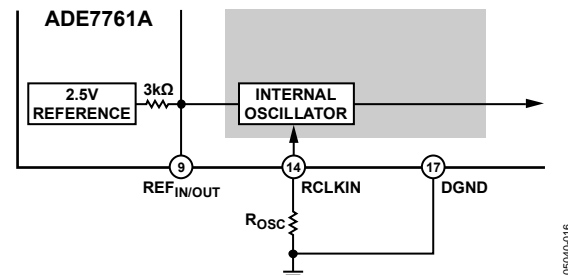 ADE7761A
2.5V
REFERENCE
3kΩ
INTERNAL
OSCILLATOR
9
14
17
REFIN/OUT
RCLKIN
DGND
ROSC
05040-016